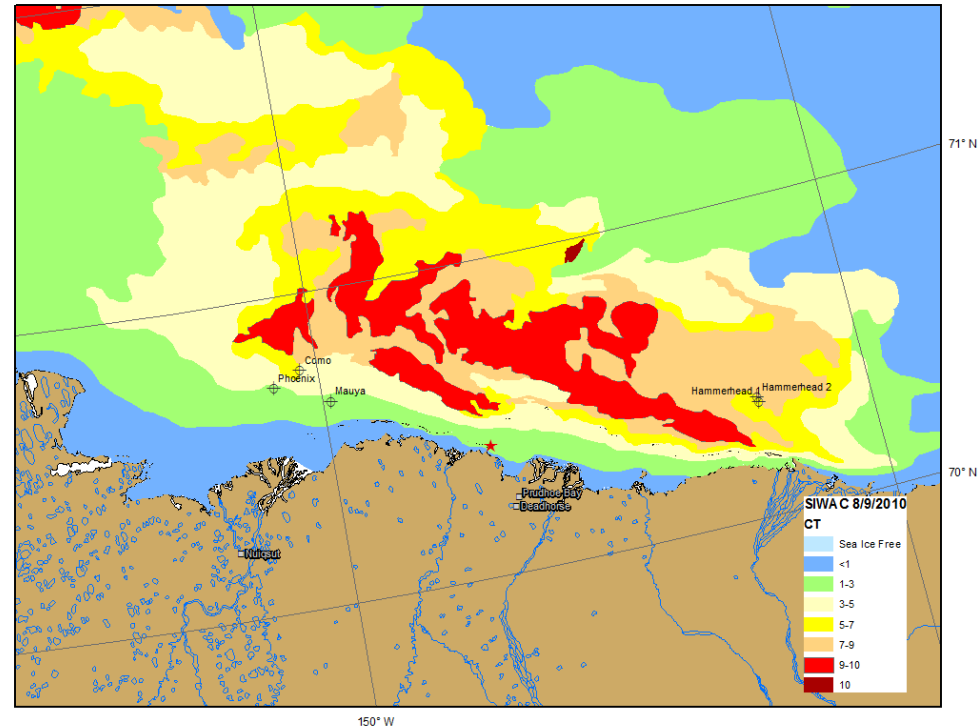 71° N
Como
Phoenix
Mauya
Hammerhead 1
Hammerhead 2
70° N
Prudhoe Bay
Deadhorse
Nuiqsut
SIWAC 8/9/2010
CT
Sea Ice Free
<1
1-3
3-5
5-7
7-9
9-10
10
150° W